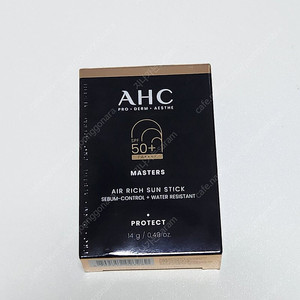 AHC
PRO · DERM · AESTHE
SPF
50+
MASTERS
AIR RICH SUN STICK
SEBUM-CONTROL + WATER RESISTANT
PROTECT
14 g / 0.49 oz.